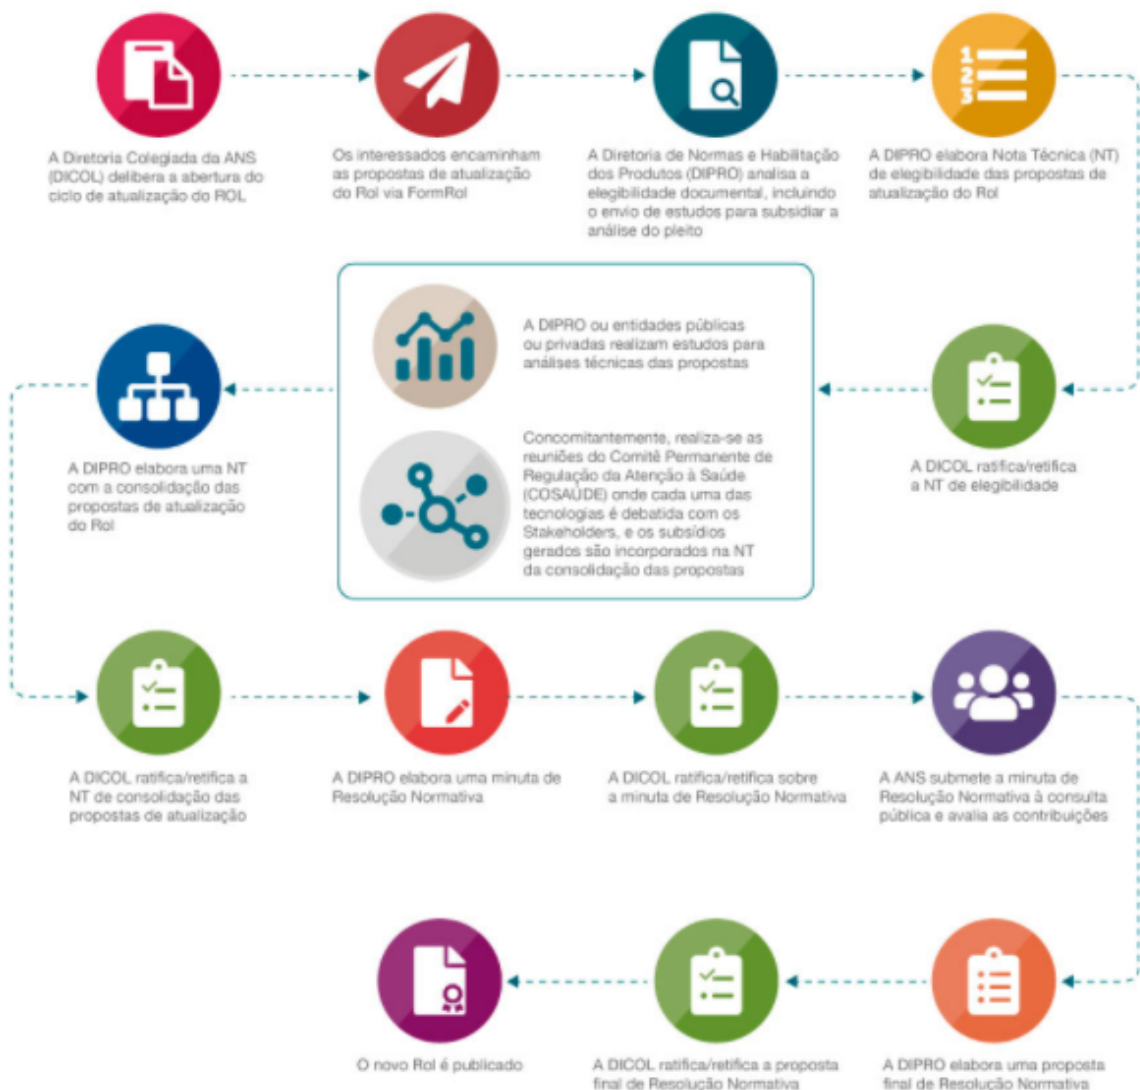 A Diretoria Colegiada da ANS
(DICOL) delibera a abertura do
ciclo de atualização do ROL
Os interessados encaminham
as propostas de atualização
do Rol via FormRol
A Diretoria de Normas e Habilitação
dos Produtos (DIPRO) analisa a
elegibilidade documental, incluindo
o envio de estudos para subsidiar a
análise do pleito
1
2
3
A DIPRO elabora Nota Técnica (NT)
de elegibilidade das propostas de
atualização do Rol
A DICOL ratifica/retifica
a NT de elegibilidade
A DIPRO ou entidades públicas
ou privadas realizam estudos para
análises técnicas das propostas
Concomitantemente, realiza-se as
reuniões do Comitê Permanente de
Regulação da Atenção à Saúde
(COSAÚDE) onde cada uma das
tecnologias é debatida com os
Stakeholders, e os subsídios
gerados são incorporados na NT
da consolidação das propostas
A DIPRO elabora uma NT
com a consolidação das
propostas de atualização
do Rol
A DICOL ratifica/retifica a
NT de consolidação das
propostas de atualização
A DIPRO elabora uma minuta de
Resolução Normativa
A DICOL ratifica/retifica sobre
a minuta de Resolução Normativa
A ANS submete a minuta de
Resolução Normativa à consulta
pública e avalia as contribuições
A DIPRO elabora uma proposta
final de Resolução Normativa
A DICOL ratifica/retifica a proposta
final de Resolução Normativa
O novo Rol é publicado